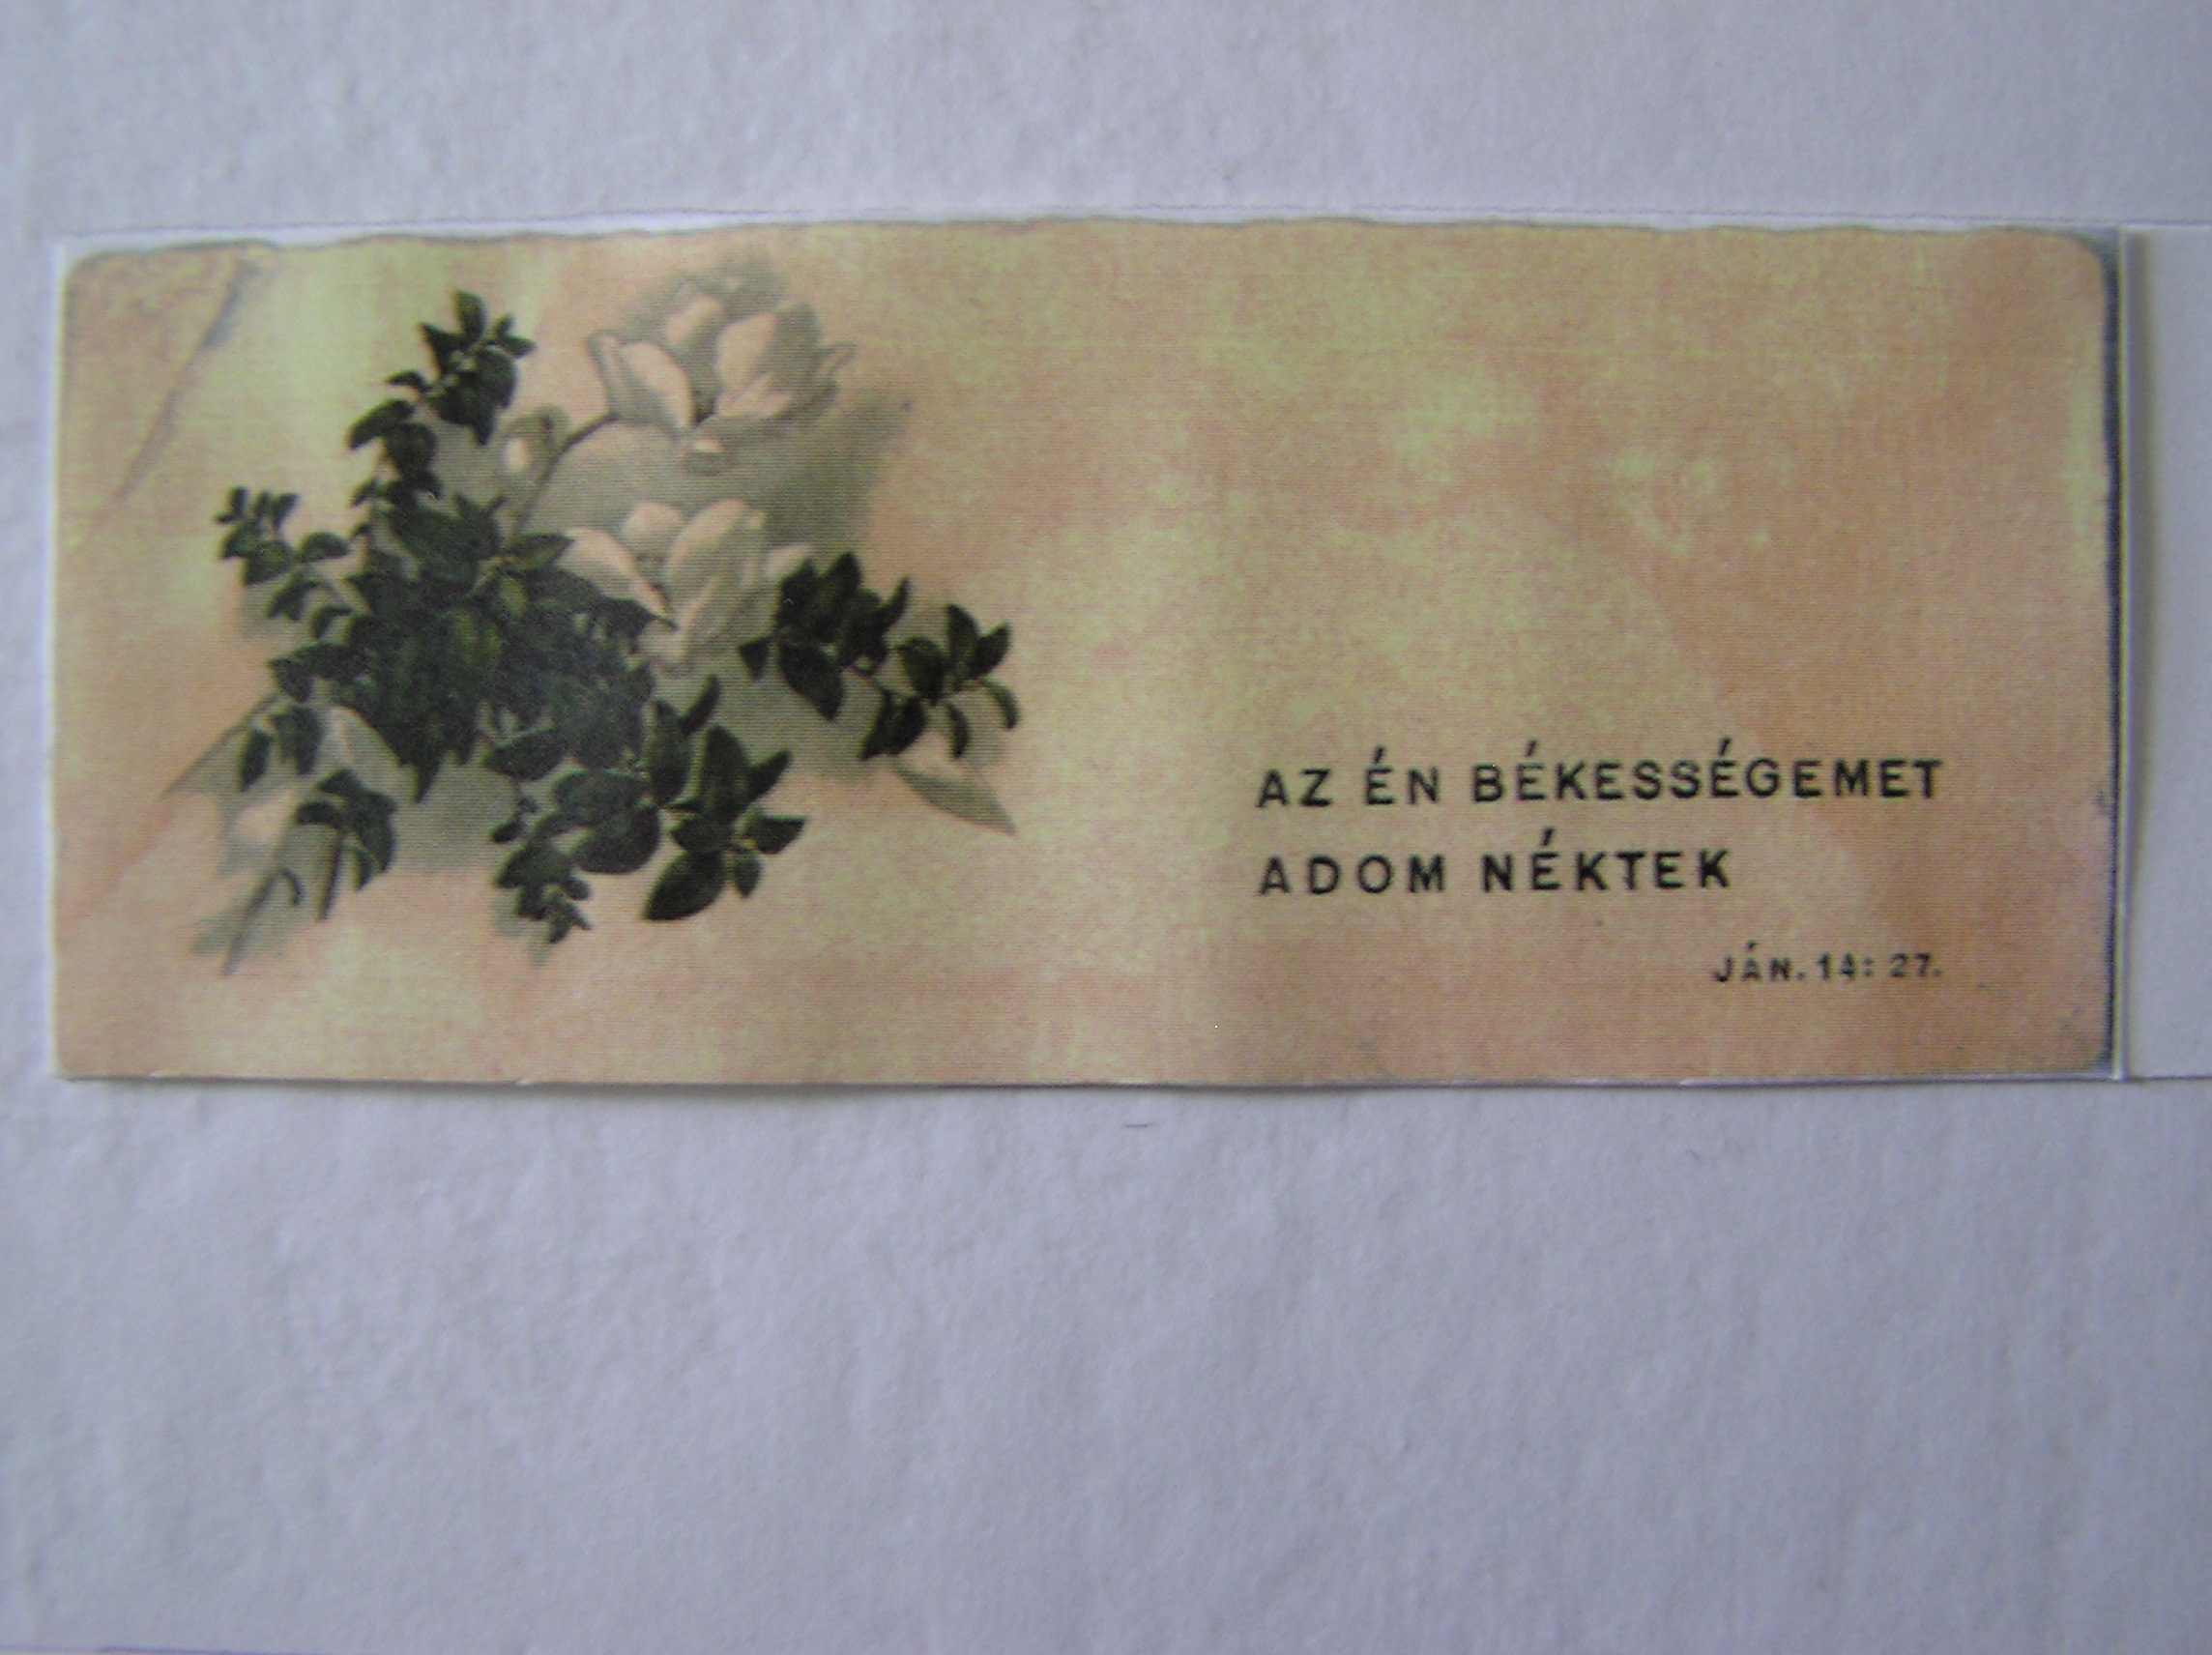 AZ ÉN BÉKESSÉGEMET
ADOM NÉKTEK
JÁN. 14: 27.